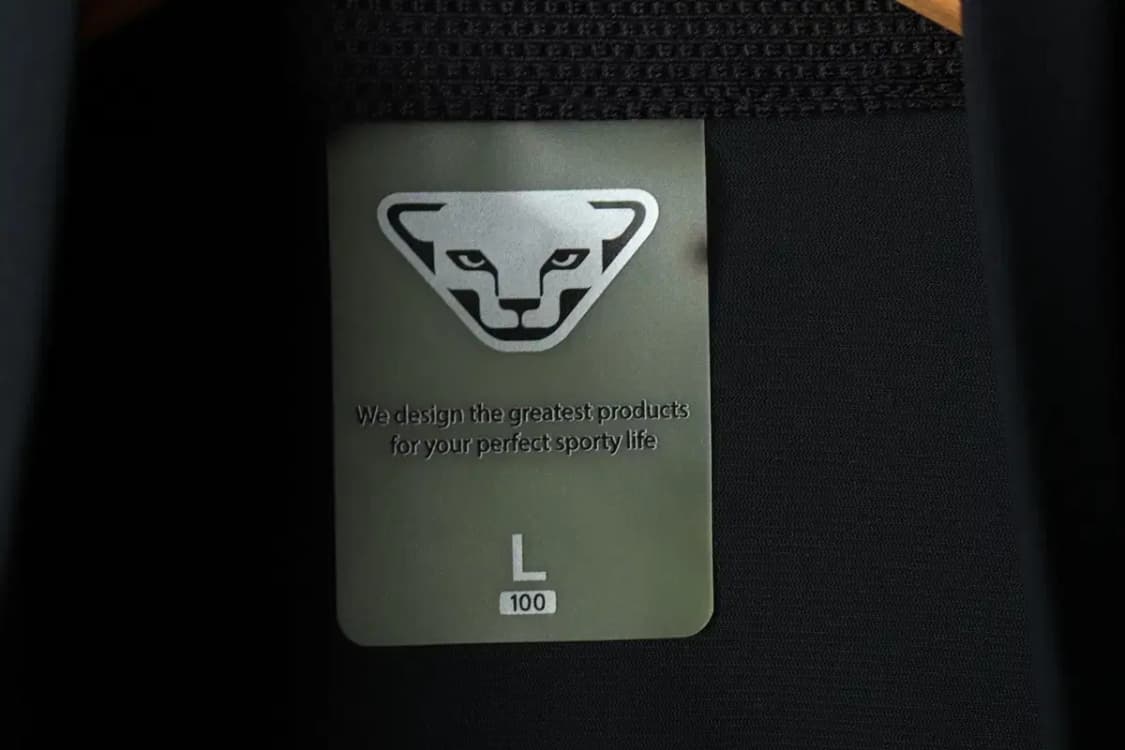 We design the greatest products
for your perfect sporty life
L
100